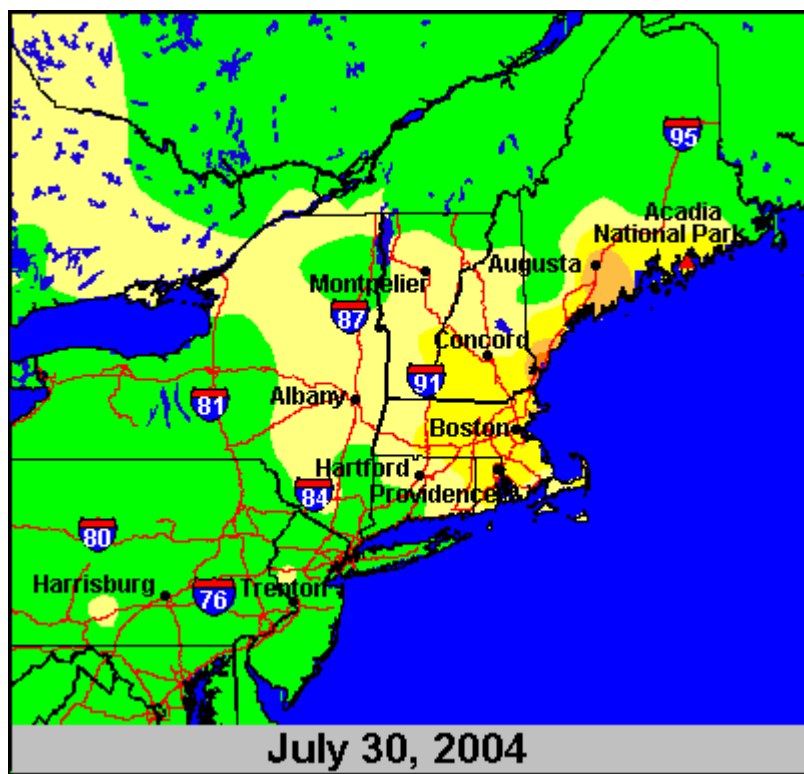 95
Acadia
National Park
Augusta
Montpelier
87
Concord
91
Albany
81
Boston
Hartford
84
Providence
80
Harrisburg
76
Trenton
July 30, 2004